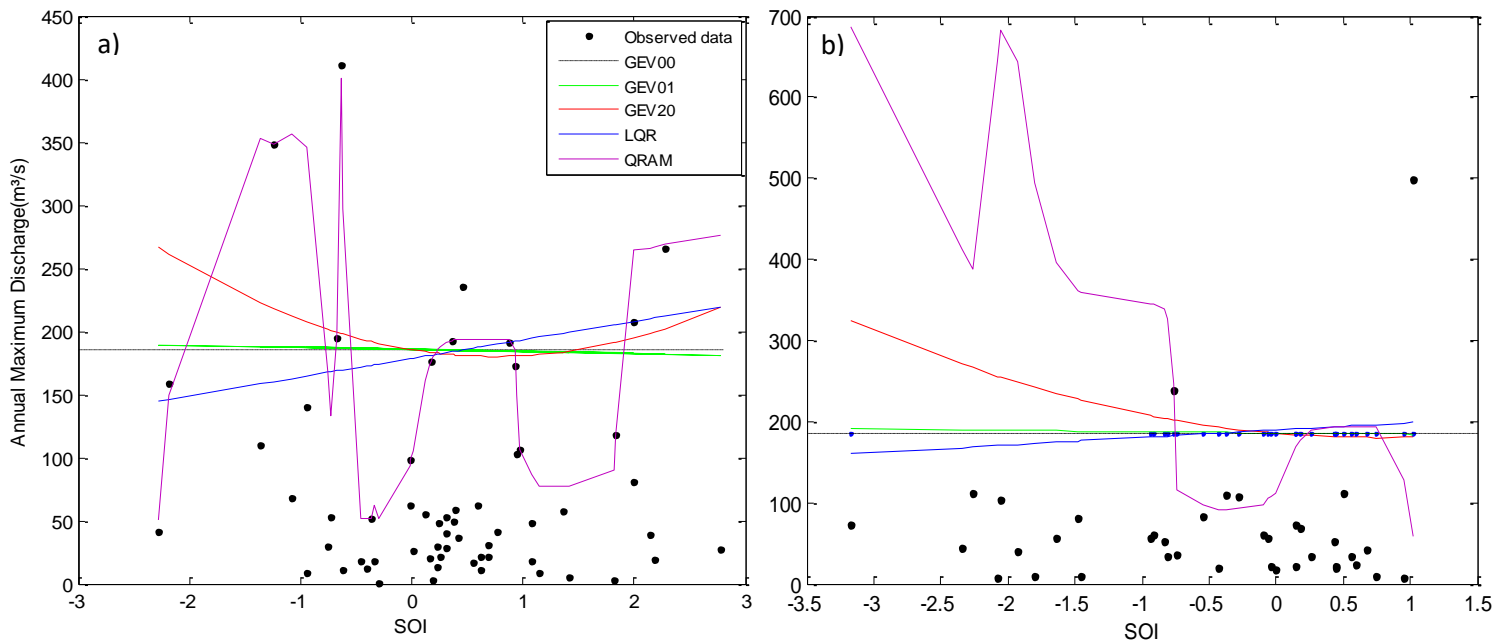 a)
Observed data
GEV00
GEV01
GEV20
LQR
QRAM
Annual Maximum Discharge(m³/s)
450
400
350
300
250
200
150
100
50
0
-3 -2 -1 0 1 2 3
SOI
b)
700
600
500
400
300
200
100
0
-3.5 -3 -2.5 -2 -1.5 -1 -0.5 0 0.5 1 1.5
SOI